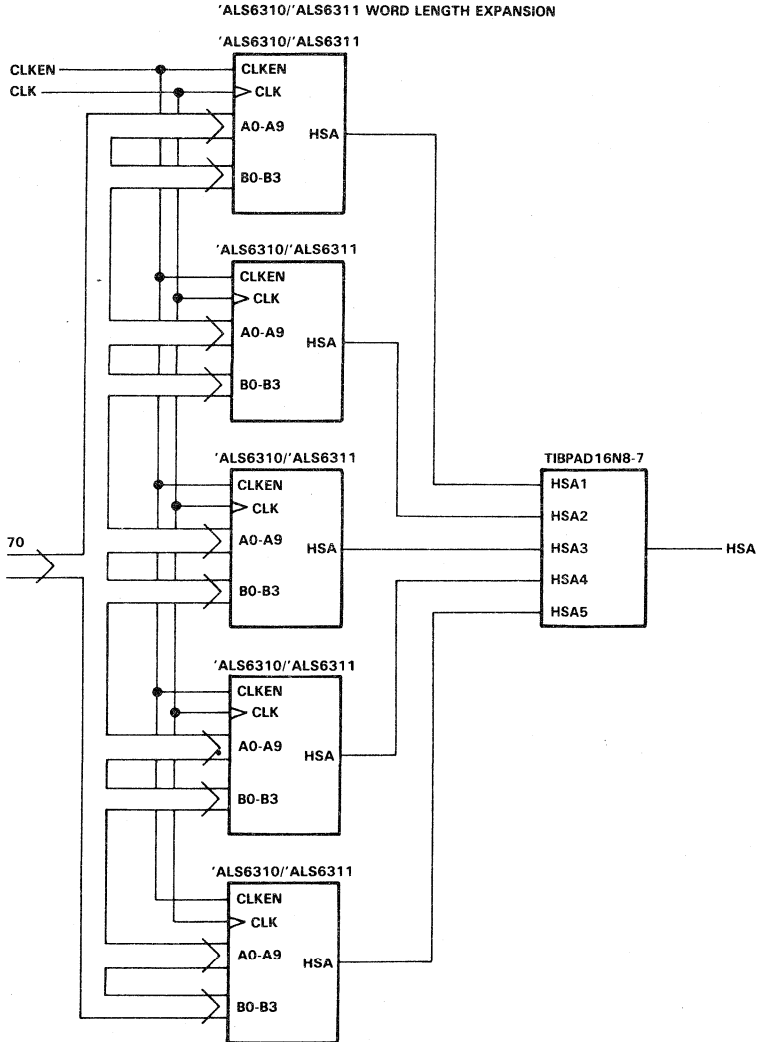 'ALS6310/'ALS6311 WORD LENGTH EXPANSION
'ALS6310/'ALS6311
CLKEN
CLK
CLKEN
CLK
A0-A9
HSA
B0-B3
'ALS6310/'ALS6311
CLKEN
CLK
A0-A9
HSA
B0-B3
'ALS6310/'ALS6311
CLKEN
CLK
A0-A9
HSA
B0-B3
70
TIBPAD16N8-7
HSA1
HSA2
HSA3
HSA4
HSA5
HSA
'ALS6310/'ALS6311
CLKEN
CLK
A0-A9
HSA
B0-B3
'ALS6310/'ALS6311
CLKEN
CLK
A0-A9
HSA
B0-B3